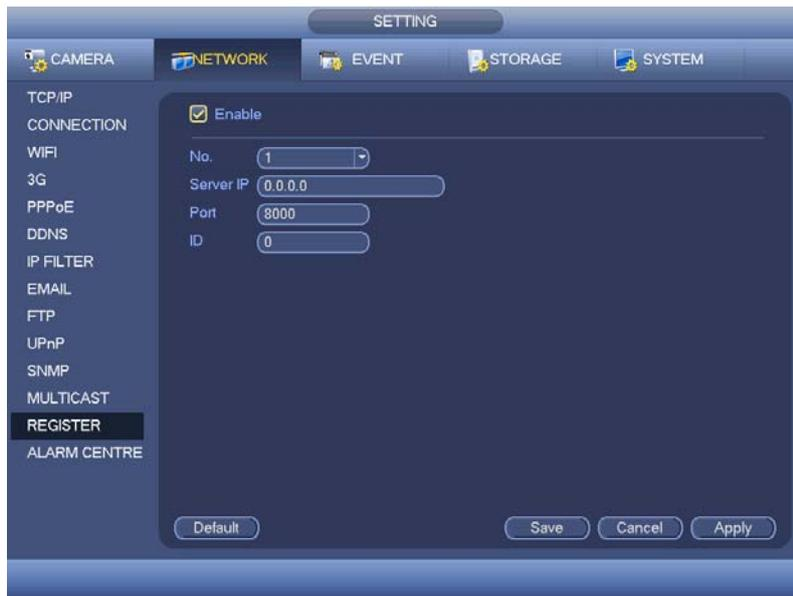 SETTING
CAMERA NETWORK EVENT STORAGE SYSTEM
TCP/IP
CONNECTION
WIFI
3G
PPPoE
DDNS
IP FILTER
EMAIL
FTP
UPnP
SNMP
MULTICAST
REGISTER
ALARM CENTRE
Enable
No. 1
Server IP 0.0.0.0
Port 8000
ID 0
Default Save Cancel Apply